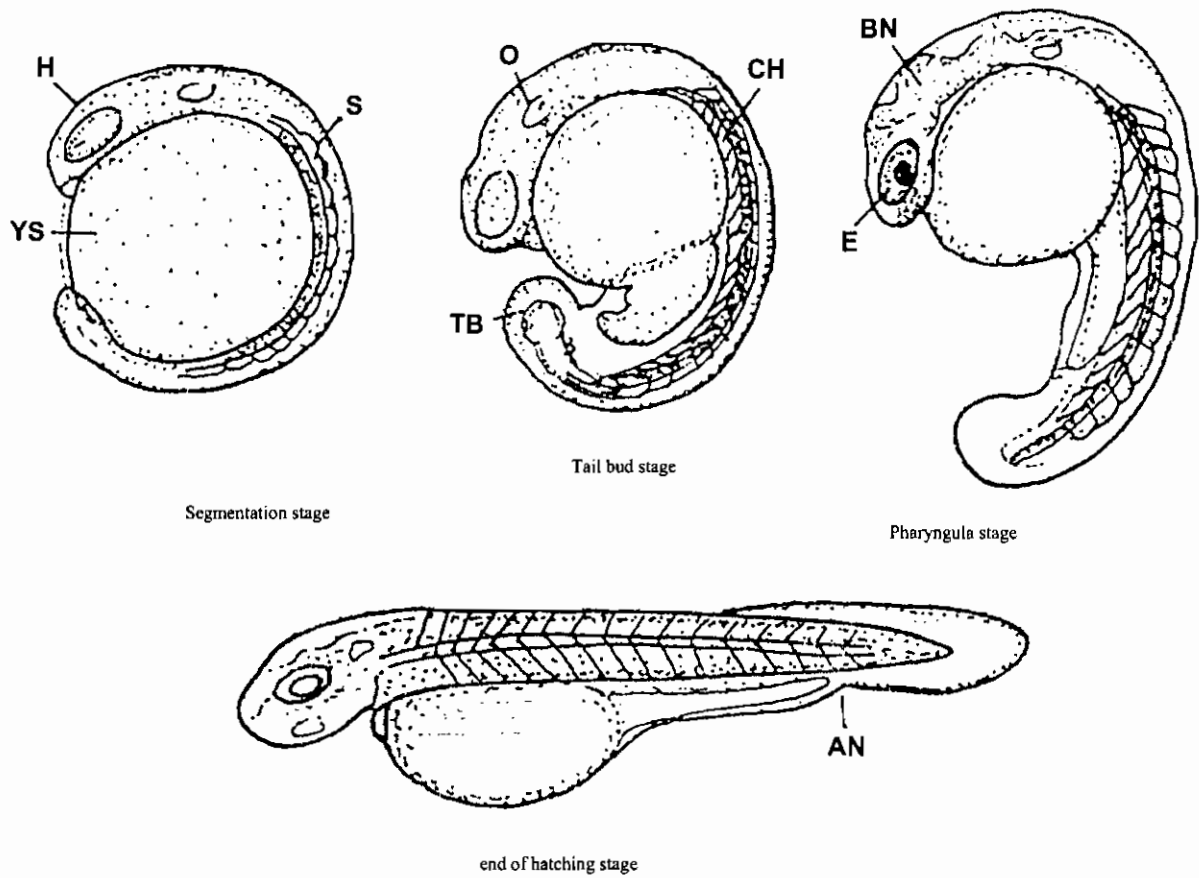 H
S
YS
Segmentation stage
O
CH
TB
Tail bud stage
BN
E
Pharyngula stage
AN
end of hatching stage